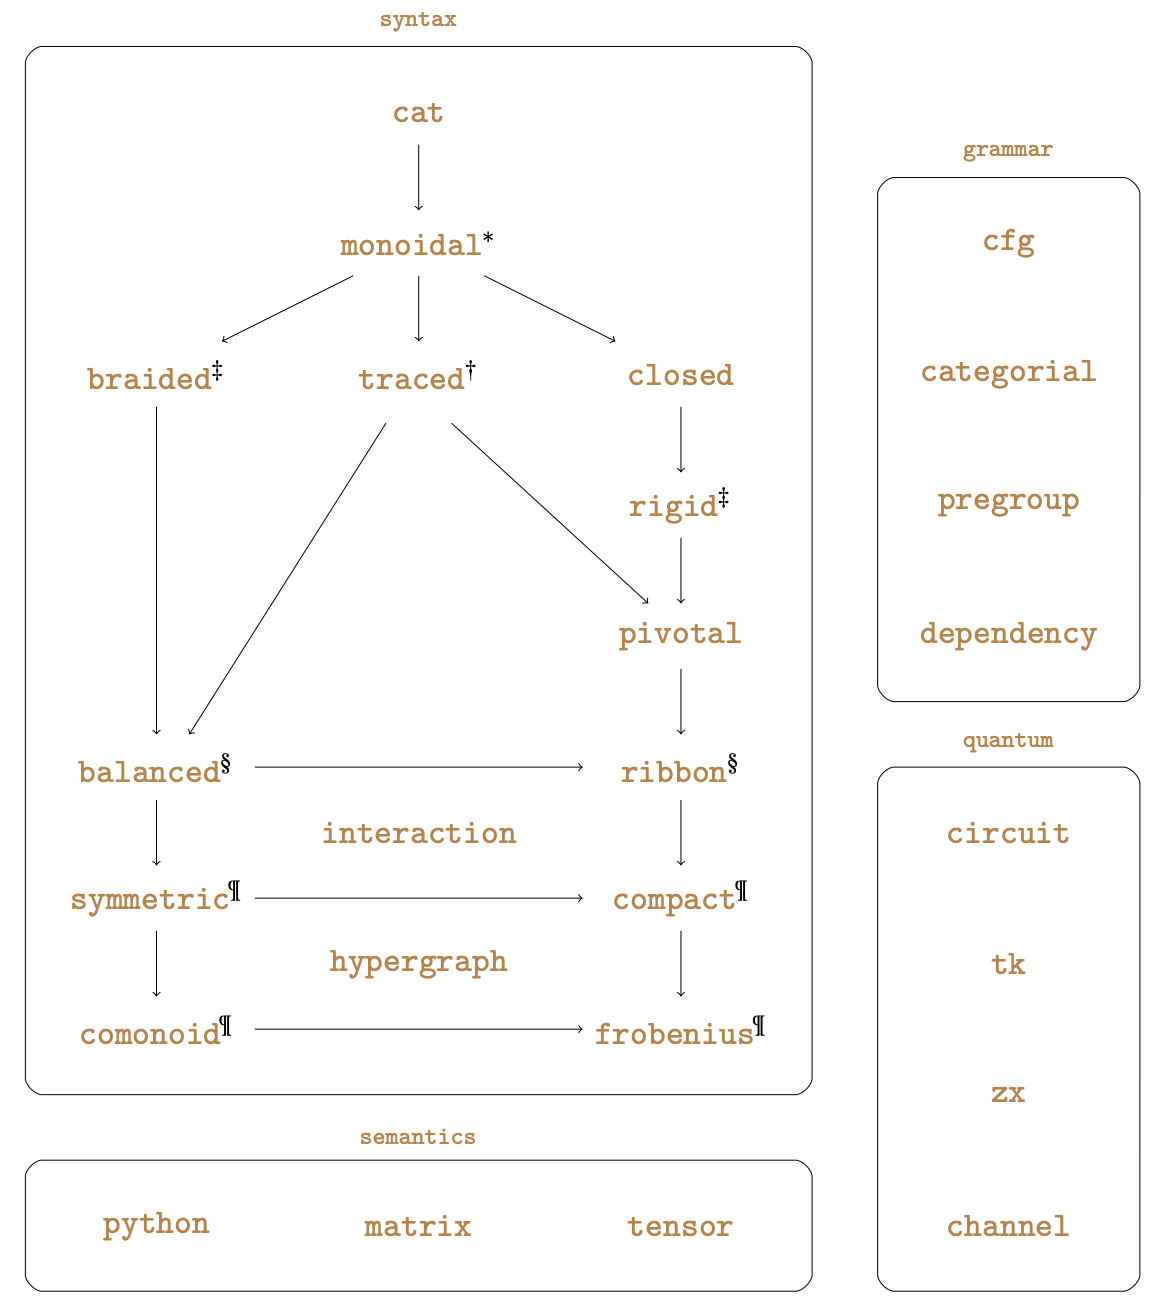 syntax
cat
monoidal*
braided‡
traced†
closed
rigid‡
pivotal
balanced§
ribbon§
interaction
symmetric¶
compact¶
hypergraph
comonoid¶
frobenius¶
semantics
python
matrix
tensor
grammar
cfg
categorial
pregroup
dependency
quantum
circuit
tk
zx
channel